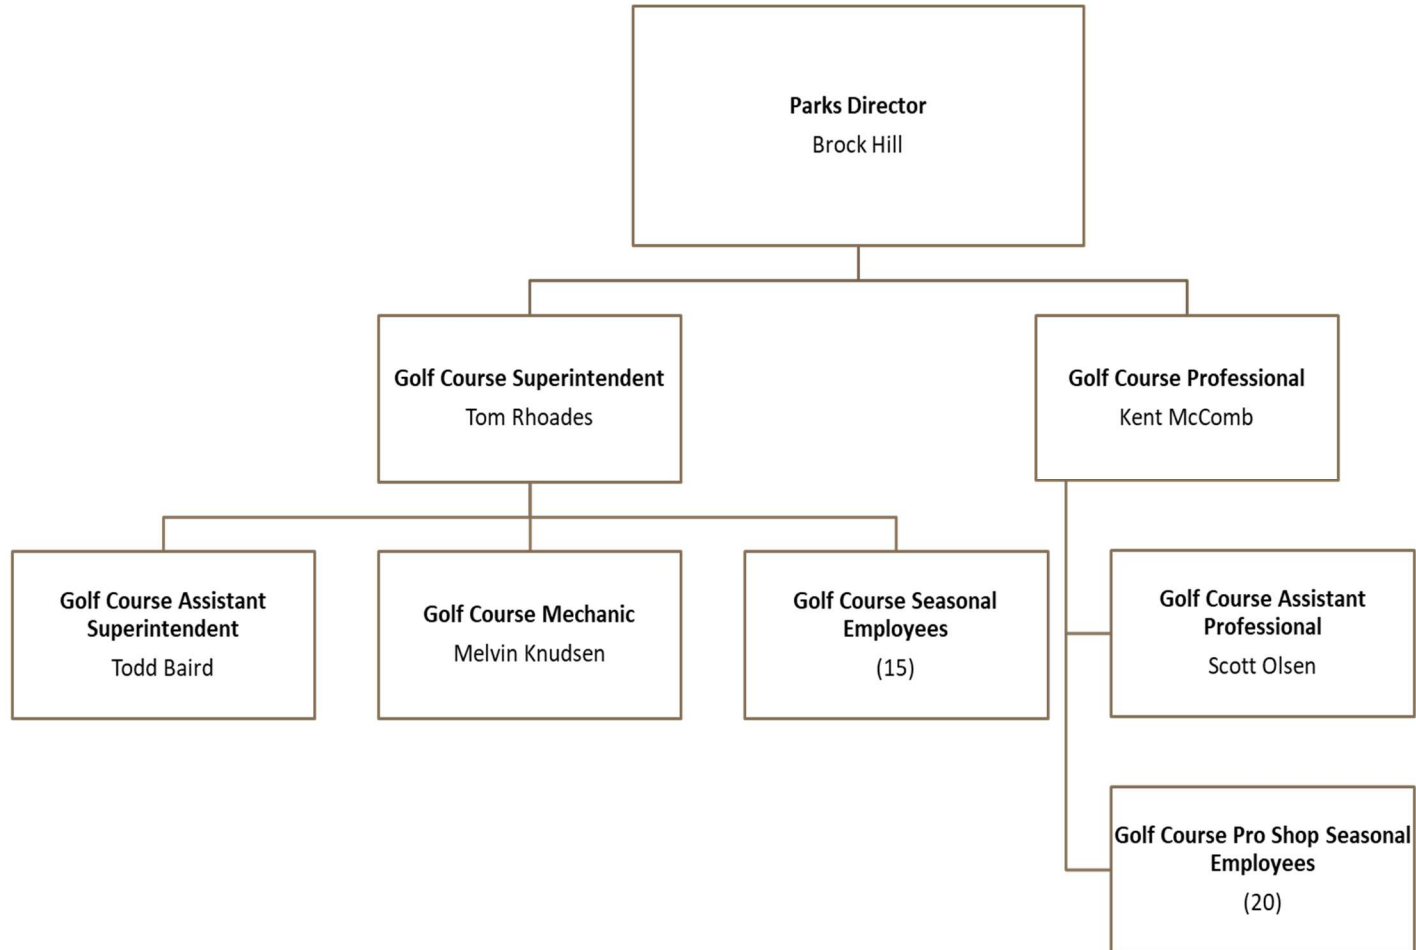 Parks Director
Brock Hill
Golf Course Superintendent
Tom Rhoades
Golf Course Professional
Kent McComb
Golf Course Assistant
Superintendent
Todd Baird
Golf Course Mechanic
Melvin Knudsen
Golf Course Seasonal
Employees
(15)
Golf Course Assistant
Professional
Scott Olsen
Golf Course Pro Shop Seasonal
Employees
(20)